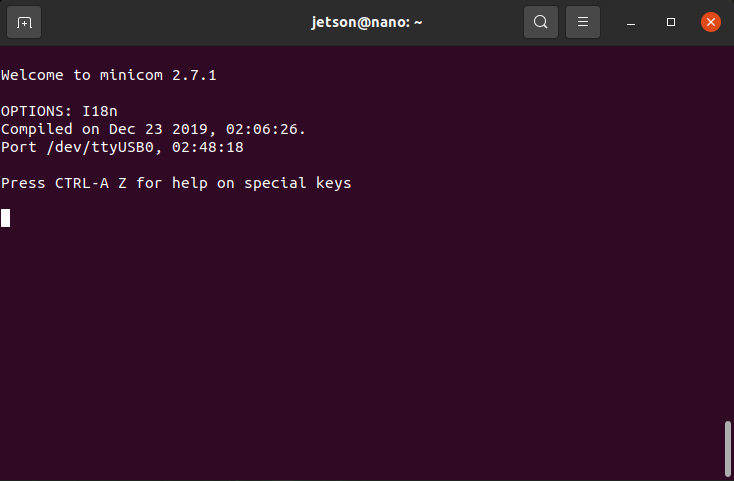 jetson@nano: ~
Welcome to minicom 2.7.1
OPTIONS: I18n
Compiled on Dec 23 2019, 02:06:26.
Port /dev/ttyUSB0, 02:48:18
Press CTRL-A Z for help on special keys